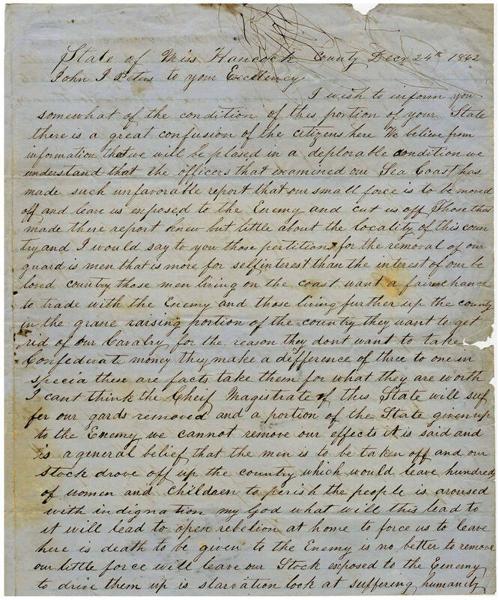 State of Miss Hancock County Decr 24th 1862
John J Peters to your Excelency
I wish to inform you
somewhat of the condition of this portion of your State
there is a great confusion of the citizens here We believe from
information that we will be plased in a deplorable condition we
understand that the officers that examined our Sea Coast has
made such unfavorable report that our small force is to be moved
off and leave us exposed to the Enemy and cut us off Those that
made there report knew but little about the locality of this coun
try and I would say to you those portitions for the removal of our
guard is men that is more for self interest than the interest of our be
loved country those men living on the coast want a fair chance
to trade with the Enemy and those living further up the country
in the grane raising portion of the country they want to get
rid of our Cavalry for the reason they dont want to take
Confederate money they make a difference of three to one in
specia these are facts take them for what they are worth
I cant think the Cheif Magistrate of this State will suf
fer our gards removed and a portion of the State given up
to the Enemy we cannot remove our effects it is said and
is a general belief that the men is to be taken off and our
stock drove off up the country which would leave hundreds
of women and children to perish the people is aroused
with indignation my God what will this lead to
it will lead to open rebelion at home to force us to leave
here is death to be given to the Enemy is no better to remove
our little force will leave our Stock exposed to the Enemy
to drive them up is starvation look at suffering humanity